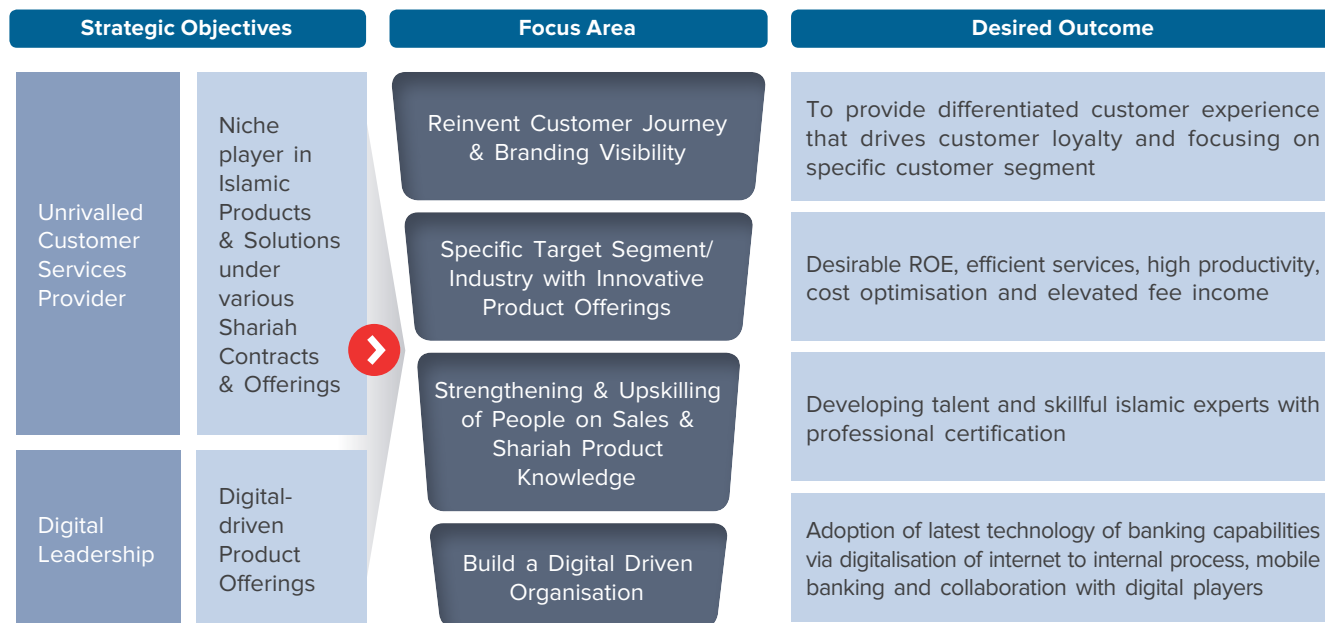 Strategic Objectives
Focus Area
Desired Outcome
Unrivalled
Customer
Services
Provider
Niche
player in
Islamic
Products
& Solutions
under
various
Shariah
Contracts
& Offerings
Digital
Leadership
Digital-
driven
Product
Offerings
Reinvent Customer Journey
& Branding Visibility
Specific Target Segment/
Industry with Innovative
Product Offerings
Strengthening & Upskilling
of People on Sales &
Shariah Product
Knowledge
Build a Digital Driven
Organisation
To provide differentiated customer experience
that drives customer loyalty and focusing on
specific customer segment
Desirable ROE, efficient services, high productivity,
cost optimisation and elevated fee income
Developing talent and skillful islamic experts with
professional certification
Adoption of latest technology of banking capabilities
via digitalisation of internet to internal process, mobile
banking and collaboration with digital players